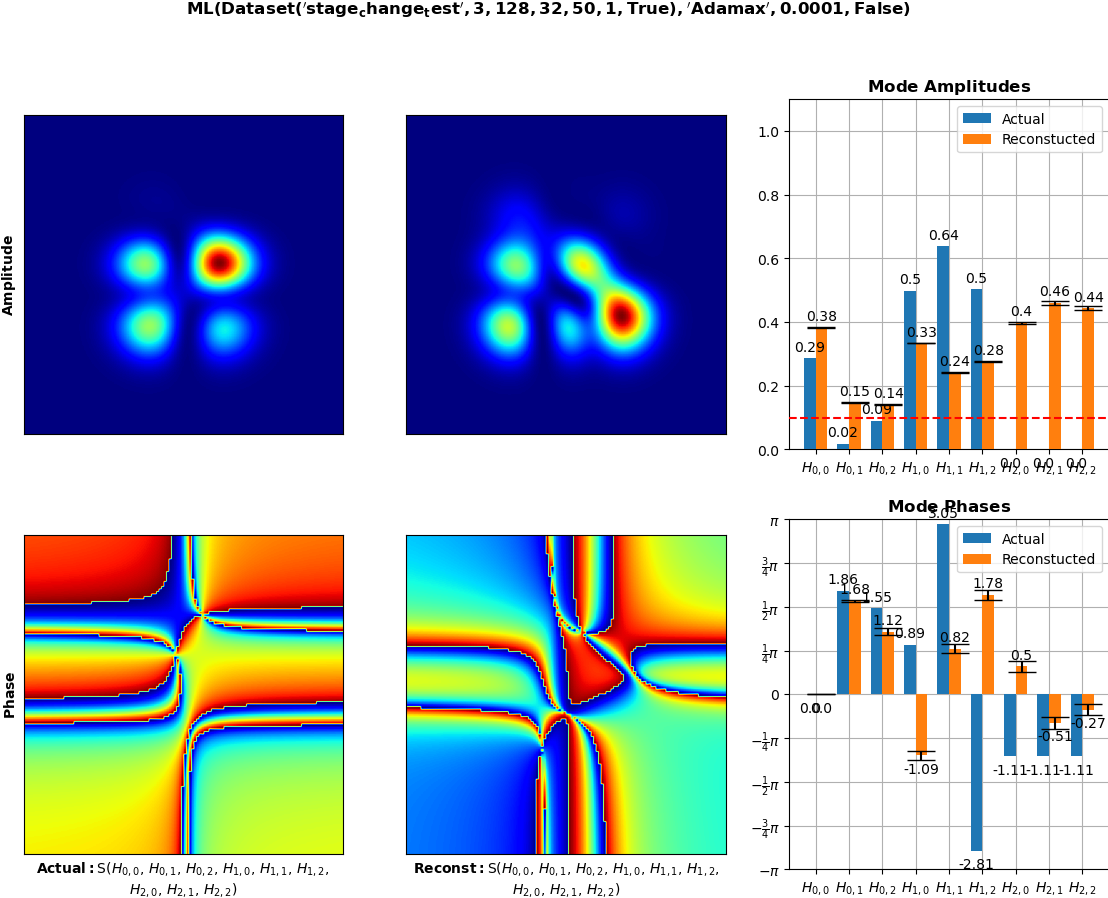 ML(Dataset('stage_change_test', 3, 128, 32, 50, 1, True), 'Adamax', 0.0001, False)
Amplitude
Mode Amplitudes
Actual
Reconstucted
1.0
0.8
0.6
0.4
0.2
0.0
0.29
0.38
0.02
0.15
0.09
0.14
0.5
0.33
0.64
0.24
0.5
0.28
0.0
0.4
0.0
0.46
0.0
0.44
H0,0 H0,1 H0,2 H1,0 H1,1 H1,2 H2,0 H2,1 H2,2
Phase
Mode Phases
Actual
Reconstucted
π
3/4π
1/2π
1/4π
0
−1/4π
−1/2π
−3/4π
−π
0.0
0.0
1.86
1.68
1.55
1.12
0.89
-1.09
3.05
0.82
-2.81
1.78
-1.11
0.5
-1.11
-0.51
-1.11
-0.27
H0,0 H0,1 H0,2 H1,0 H1,1 H1,2 H2,0 H2,1 H2,2
Actual: S(H0,0, H0,1, H0,2, H1,0, H1,1, H1,2,
H2,0, H2,1, H2,2)
Reconst: S(H0,0, H0,1, H0,2, H1,0, H1,1, H1,2,
H2,0, H2,1, H2,2)